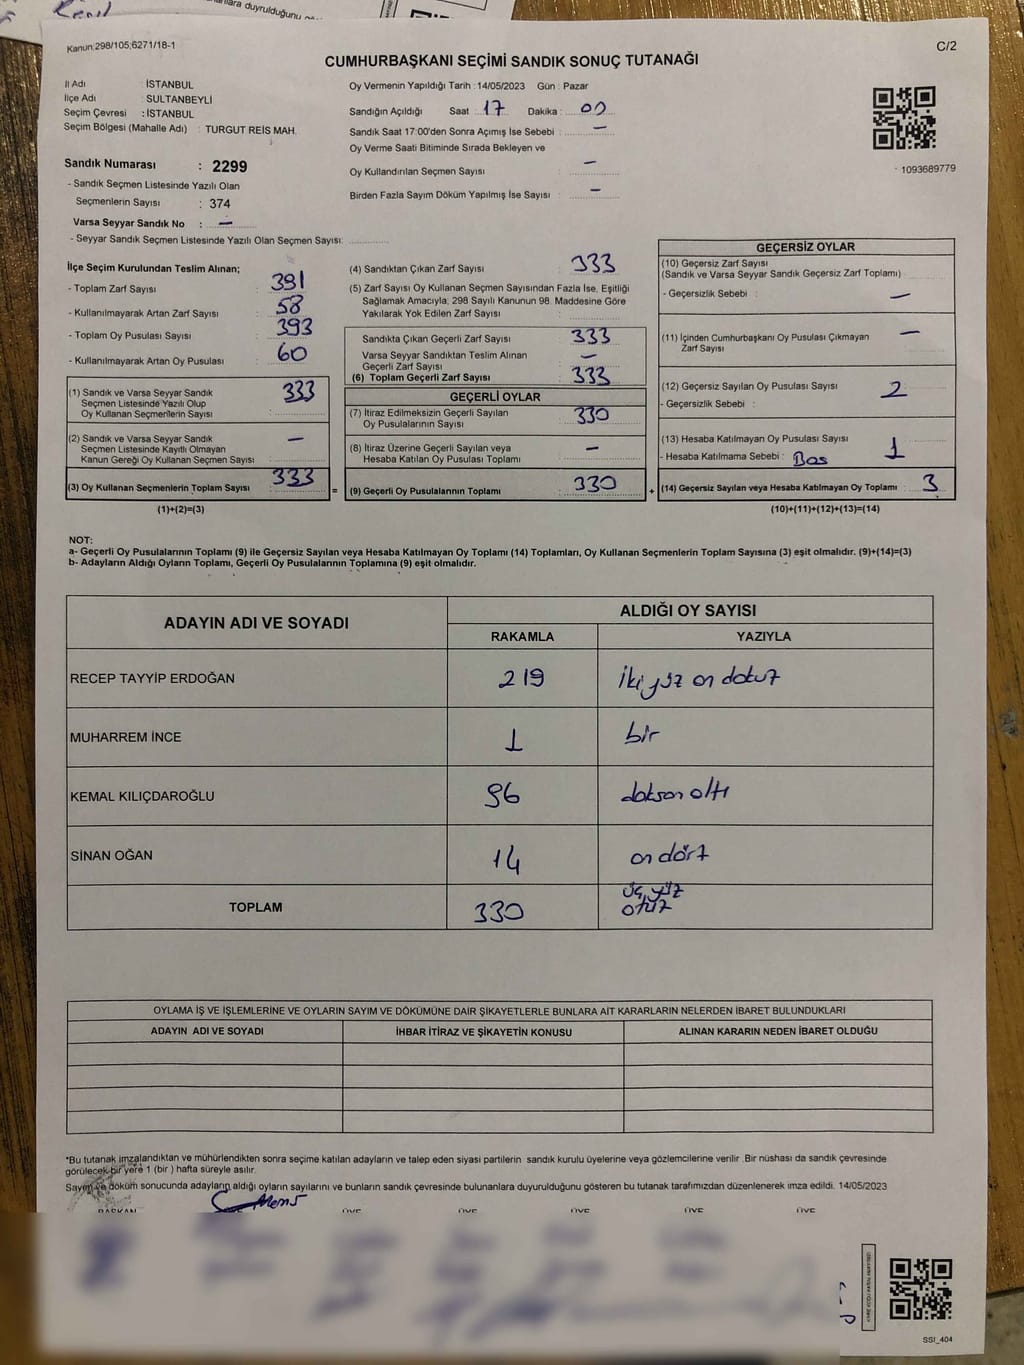 Kanun:298/105;6271/18-1
C/2
CUMHURBAŞKANI SEÇİMİ SANDIK SONUÇ TUTANAĞI
İl Adı İSTANBUL
İlçe Adı : SULTANBEYLİ
Seçim Çevresi : İSTANBUL
Seçim Bölgesi (Mahalle Adı) : TURGUT REİS MAH.
Sandık Numarası : 2299
- Sandık Seçmen Listesinde Yazılı Olan
Seçmenlerin Sayısı : 374
Varsa Seyyar Sandık No : —
- Seyyar Sandık Seçmen Listesinde Yazılı Olan Seçmen Sayısı:
Oy Vermenin Yapıldığı Tarih : 14/05/2023 Gün : Pazar
Sandığın Açıldığı Saat 17 Dakika : 00
Sandık Saat 17:00'den Sonra Açımış İse Sebebi : —
Oy Verme Saati Bitiminde Sırada Bekleyen ve
Oy Kullandırılan Seçmen Sayısı : —
Birden Fazla Sayım Döküm Yapılmış İse Sayısı : —
- 1093689779
İlçe Seçim Kurulundan Teslim Alınan;
- Toplam Zarf Sayısı : 391
- Kullanılmayarak Artan Zarf Sayısı : 58
- Toplam Oy Pusulası Sayısı : 393
- Kullanılmayarak Artan Oy Pusulası : 60
(1) Sandık ve Varsa Seyyar Sandık 333
Seçmen Listesinde Yazılı Olup
Oy Kullanan Seçmenlerin Sayısı :
(2) Sandık ve Varsa Seyyar Sandık —
Seçmen Listesinde Kayıtlı Olmayan
Kanun Gereği Oy Kullanan Seçmen Sayısı :
(3) Oy Kullanan Seçmenlerin Toplam Sayısı : 333
(1)+(2)=(3)
(4) Sandıktan Çıkan Zarf Sayısı : 333
(5) Zarf Sayısı Oy Kullanan Seçmen Sayısından Fazla İse, Eşitliği
Sağlamak Amacıyla; 298 Sayılı Kanunun 98. Maddesine Göre
Yakılarak Yok Edilen Zarf Sayısı :
Sandıkta Çıkan Geçerli Zarf Sayısı : 333
Varsa Seyyar Sandıktan Teslim Alınan
Geçerli Zarf Sayısı : —
(6) Toplam Geçerli Zarf Sayısı : 333
GEÇERLİ OYLAR
(7) İtiraz Edilmeksizin Geçerli Sayılan
Oy Pusulalarının Sayısı : 330
(8) İtiraz Üzerine Geçerli Sayılan veya
Hesaba Katılan Oy Pusulası Toplamı : —
= (9) Geçerli Oy Pusulalarının Toplamı : 330
GEÇERSİZ OYLAR
(10) Geçersiz Zarf Sayısı
(Sandık ve Varsa Seyyar Sandık Geçersiz Zarf Toplamı)
- Geçersizlik Sebebi : —
(11) İçinden Cumhurbaşkanı Oy Pusulası Çıkmayan —
Zarf Sayısı
(12) Geçersiz Sayılan Oy Pusulası Sayısı : 2
- Geçersizlik Sebebi :
(13) Hesaba Katılmayan Oy Pusulası Sayısı : 1
- Hesaba Katılmama Sebebi : Boş
+ (14) Geçersiz Sayılan veya Hesaba Katılmayan Oy Toplamı : 3
(10)+(11)+(12)+(13)=(14)
NOT:
a- Geçerli Oy Pusulalarının Toplamı (9) ile Geçersiz Sayılan veya Hesaba Katılmayan Oy Toplamı (14) Toplamları, Oy Kullanan Seçmenlerin Toplam Sayısına (3) eşit olmalıdır. (9)+(14)=(3)
b- Adayların Aldığı Oyların Toplamı, Geçerli Oy Pusulalarının Toplamına (9) eşit olmalıdır.
ADAYIN ADI VE SOYADI ALDIĞI OY SAYISI
RAKAMLA YAZIYLA
RECEP TAYYİP ERDOĞAN 219 iki yüz on dokuz
MUHARREM İNCE 1 bir
KEMAL KILIÇDAROĞLU 96 doksan altı
SİNAN OĞAN 14 on dört
TOPLAM 330 üç yüz
otuz
OYLAMA İŞ VE İŞLEMLERİNE VE OYLARIN SAYIM VE DÖKÜMÜNE DAİR ŞİKAYETLERLE BUNLARA AİT KARARLARIN NELERDEN İBARET BULUNDUKLARI
ADAYIN ADI VE SOYADI İHBAR İTİRAZ VE ŞİKAYETİN KONUSU ALINAN KARARIN NEDEN İBARET OLDUĞU
*Bu tutanak imzalandıktan ve mühürlendikten sonra seçime katılan adayların ve talep eden siyasi partilerin sandık kurulu üyelerine veya gözlemcilerine verilir. Bir nüshası da sandık çevresinde
görülecek bir yere 1 (bir) hafta süreyle asılır.
Sayım ve döküm sonucunda adayların aldığı oyların sayılarını ve bunların sandık çevresinde bulunanlara duyurulduğunu gösteren bu tutanak tarafımızdan düzenlenerek imza edildi. 14/05/2023
BAŞKAN ÜYE ÜYE ÜYE ÜYE ÜYE
SSI_404